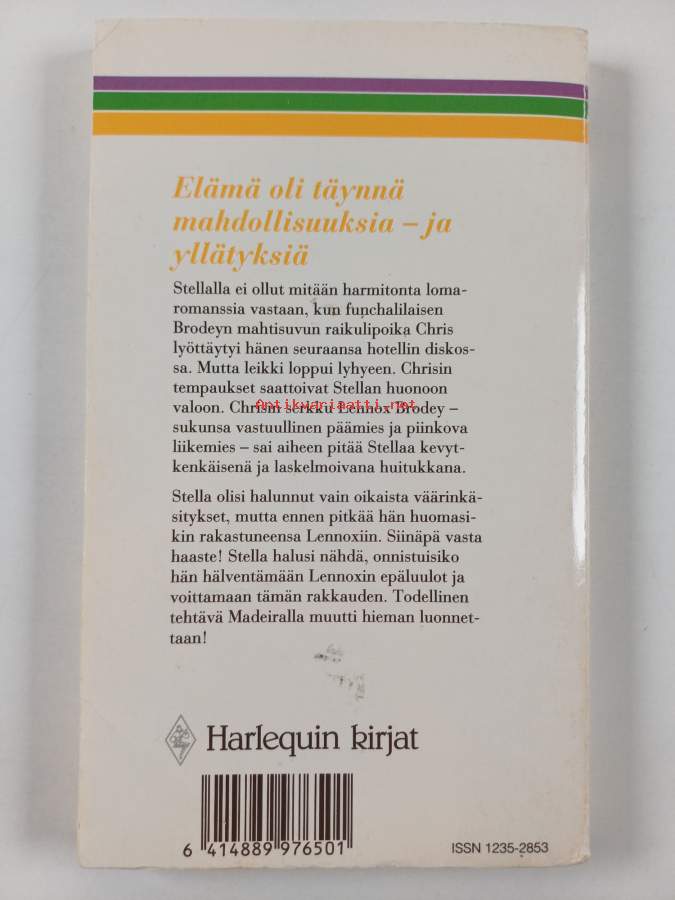 Elämä oli täynnä
mahdollisuuksia – ja
yllätyksiä
Stellalla ei ollut mitään harmitonta loma-
romanssia vastaan, kun funchalilaisen
Brodeyn mahtisuvun raikulipoika Chris
lyöttäytyi hänen seuraansa hotellin diskos-
sa. Mutta leikki loppui lyhyeen. Chrisin
tempaukset saattoivat Stellan huonoon
valoon. Chrisin serkku Lennox Brodey –
Antikvariaatti.net
sukunsa vastuullinen päämies ja piinkova
liikemies – sai aiheen pitää Stellaa kevyt-
kenkäisenä ja laskelmoivana huitukkana.
Stella olisi halunnut vain oikaista väärinkä-
sitykset, mutta ennen pitkää hän huomasi-
kin rakastuneensa Lennoxiin. Siinäpä vasta
haaste! Stella halusi nähdä, onnistuisiko
hän hälventämään Lennoxin epäluulot ja
voittamaan tämän rakkauden. Todellinen
tehtävä Madeiralla muutti hieman luonnet-
taan!
Harlequin kirjat
6 414889 976501
ISSN 1235-2853